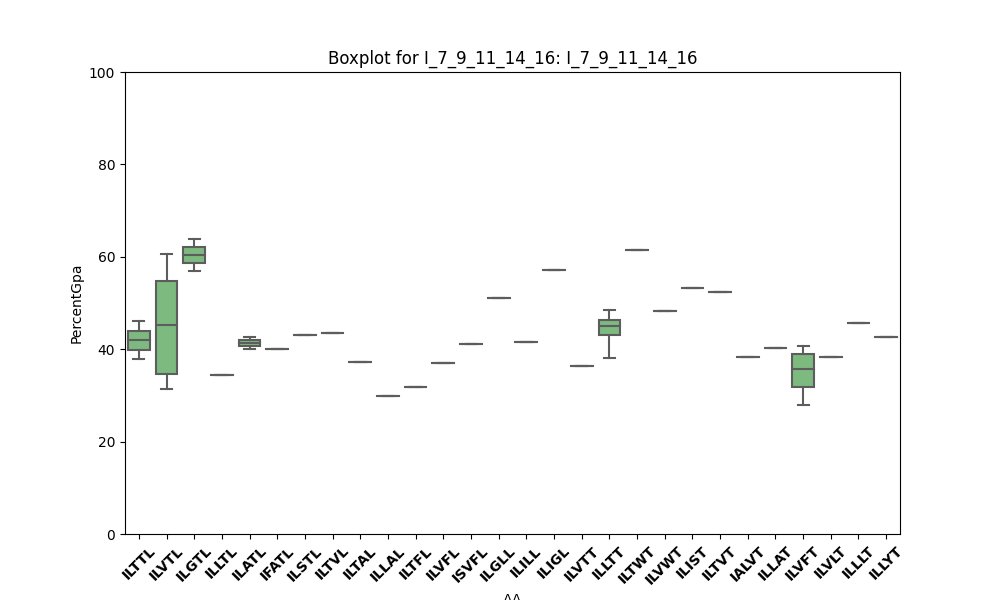 Boxplot for I_7_9_11_14_16: I_7_9_11_14_16
PercentGpa
100
80
60
40
20
0
ILTTL
ILVTL
ILGTL
ILLTL
ILATL
IFATL
ILSTL
ILTVL
ILTAL
ILLAL
ILTFL
ILVFL
ISVFL
ILGLL
ILILL
ILIGL
ILVTT
ILLTT
ILTWT
ILVWT
ILIST
ILTVT
IALVT
ILLAT
ILVFT
ILVLT
ILLLT
ILLYT
AA